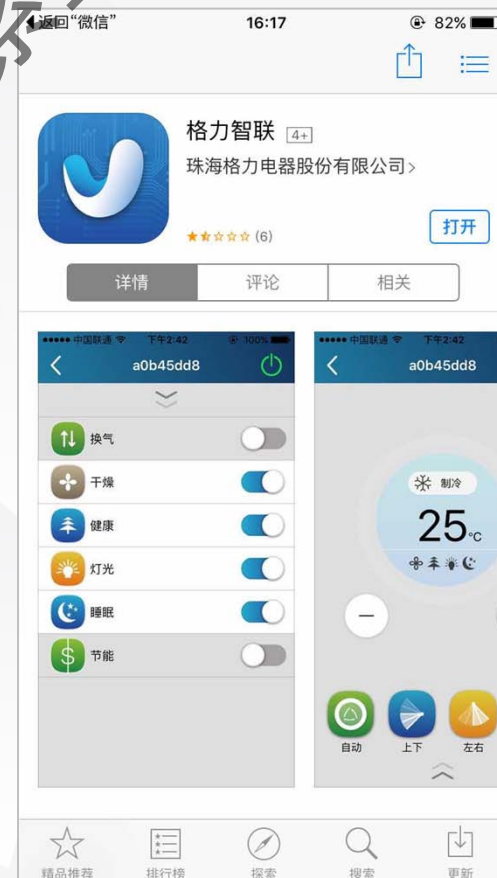 返回“微信”
16:17
82%
格力智联 4+
珠海格力电器股份有限公司>
(6)
打开
详情
评论
相关
中国联通 下午2:42 100%
a0b45dd8
换气
干燥
健康
灯光
睡眠
节能
中国联通 下午2:42
a0b45dd8
制冷
25℃
自动
上下
左右
精品推荐
排行榜
探索
搜索
更新